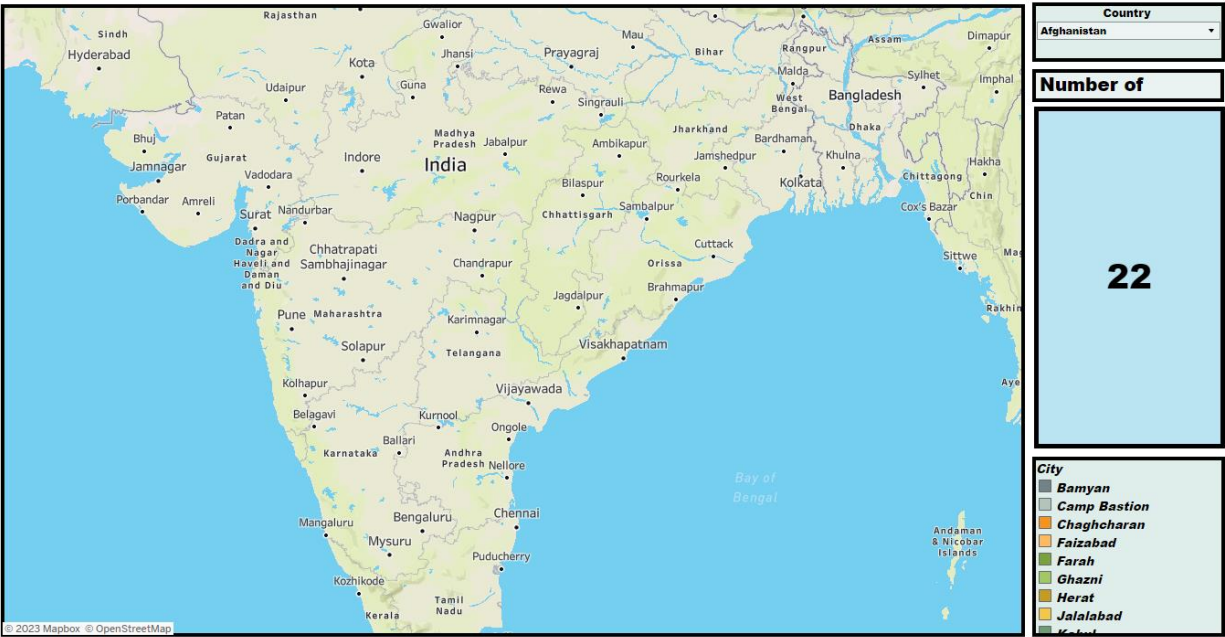 Rajasthan
Gwalior
Sindh
Mau
Assam
Dimapur
Hyderabad
Jhansi
Prayagraj
Bihar
Rangpur
Kota
Malda
Sylhet
Imphal
Udaipur
Guna
Rewa
Singrauli
West
Bengal
Bangladesh
Patan
Madhya
Pradesh
Jharkhand
Dhaka
Bhuj
Jabalpur
Ambikapur
Bardhaman
Jamnagar
Gujarat
Indore
India
Jamshedpur
Khulna
Hakha
Vadodara
Rourkela
Kolkata
Chittagong
Bilaspur
Chin
Porbandar
Amreli
Surat
Nandurbar
Nagpur
Chhattisgarh
Sambalpur
Cox's Bazar
Dadra and
Nagar
Haveli and
Daman
and Diu
Chhatrapati
Sambhajinagar
Cuttack
Sittwe
Mag
Chandrapur
Orissa
Jagdalpur
Brahmapur
Rakhin
Pune
Maharashtra
Karimnagar
Solapur
Telangana
Visakhapatnam
Kolhapur
Vijayawada
Aye
Belagavi
Kurnool
Ongole
Ballari
Karnataka
Andhra
Pradesh
Nellore
Bay of
Bengal
Mangaluru
Bengaluru
Chennai
Mysuru
Andaman
& Nicobar
Islands
Puducherry
Kozhikode
Kerala
Tamil
Nadu
© 2023 Mapbox © OpenStreetMap
Country
Afghanistan
Number of
22
City
Bamyan
Camp Bastion
Chaghcharan
Faizabad
Farah
Ghazni
Herat
Jalalabad